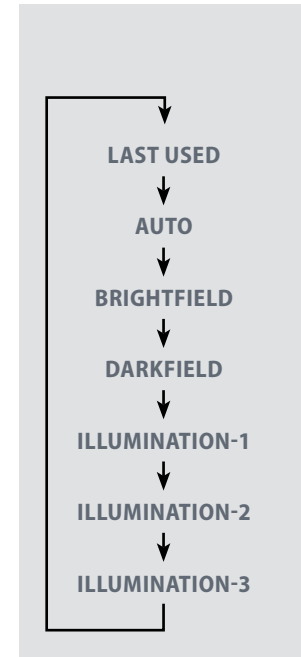 LAST USED
AUTO
BRIGHTFIELD
DARKFIELD
ILLUMINATION-1
ILLUMINATION-2
ILLUMINATION-3